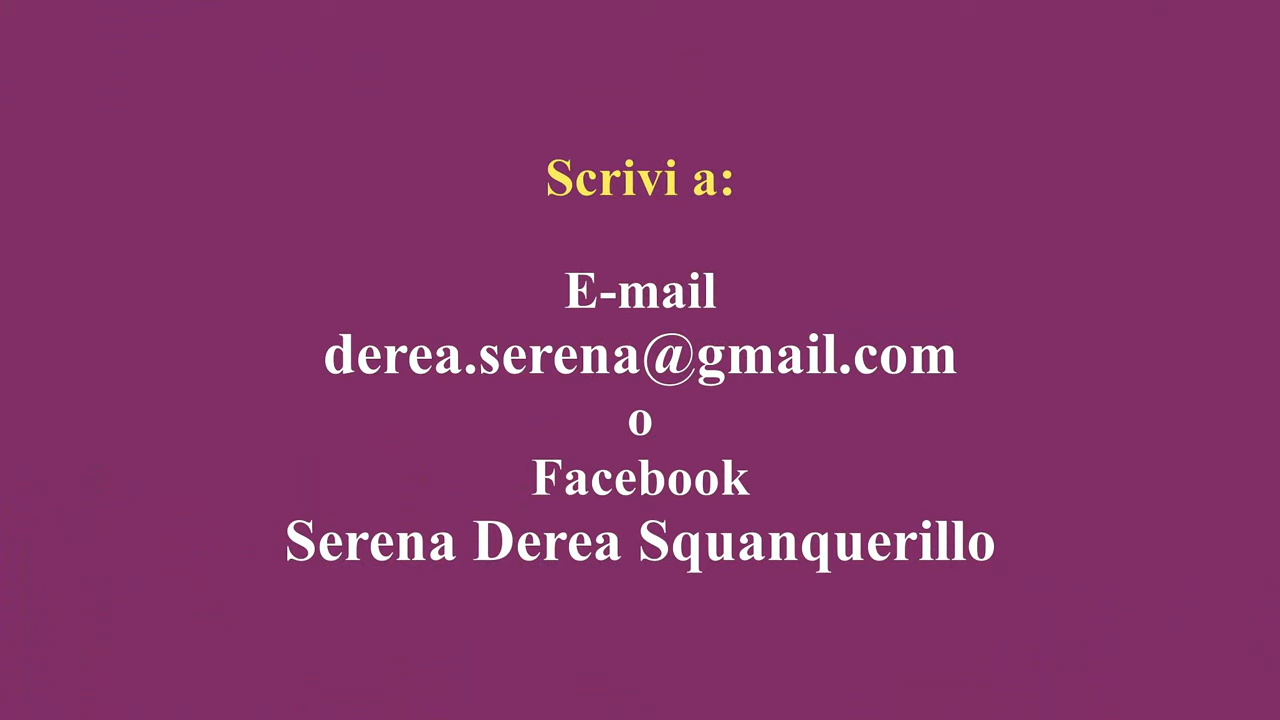 Scrivi a:
E-mail
derea.serena@gmail.com
o
Facebook
Serena Derea Squanquerillo